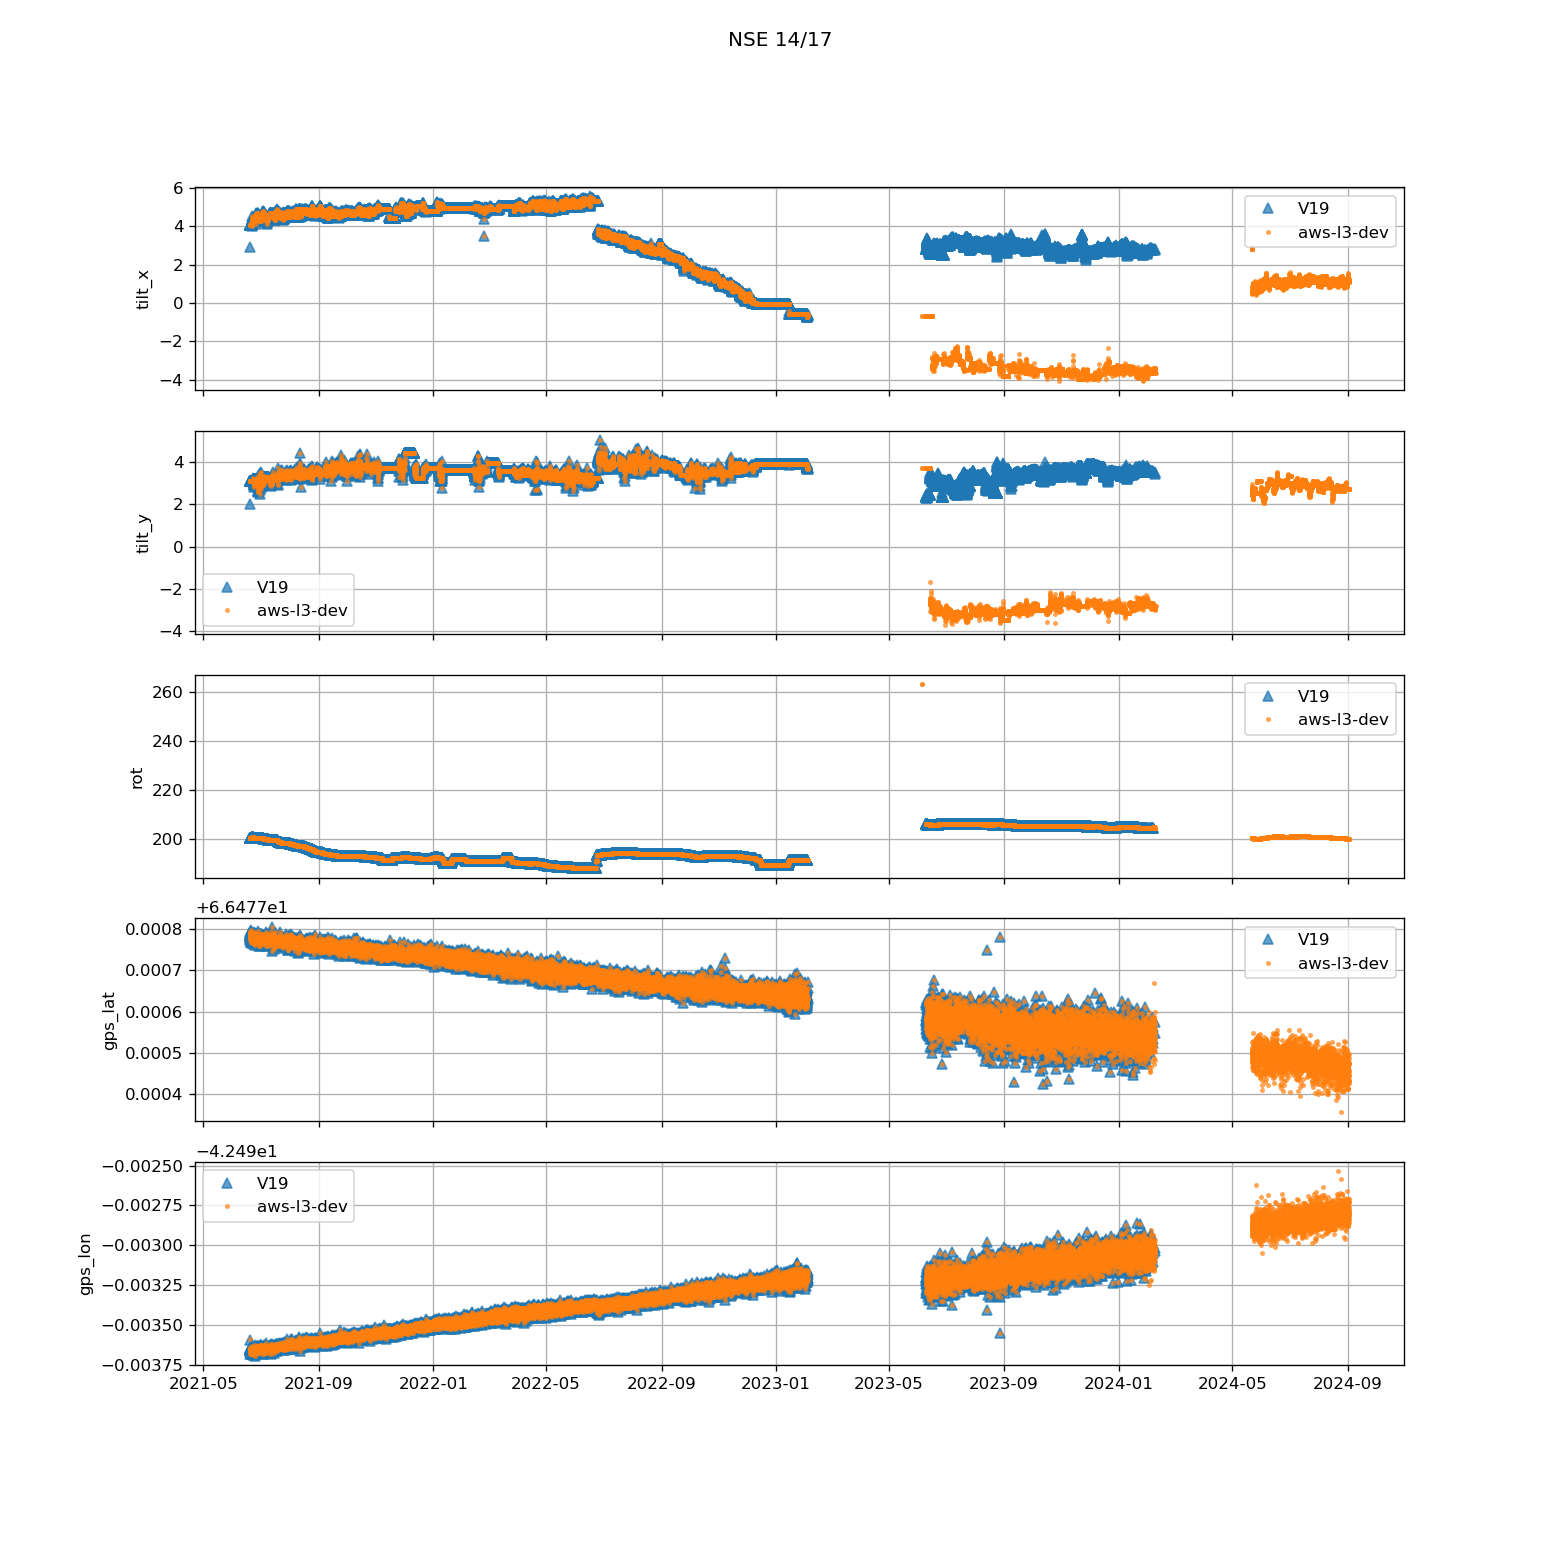 NSE 14/17
6
4
2
0
−2
−4
tilt_x
V19
aws-l3-dev
4
2
0
−2
−4
tilt_y
V19
aws-l3-dev
260
240
220
200
rot
V19
aws-l3-dev
+6.6477e1
0.0008
0.0007
0.0006
0.0005
0.0004
gps_lat
V19
aws-l3-dev
−4.249e1
−0.00250
−0.00275
−0.00300
−0.00325
−0.00350
−0.00375
gps_lon
V19
aws-l3-dev
2021-05 2021-09 2022-01 2022-05 2022-09 2023-01 2023-05 2023-09 2024-01 2024-05 2024-09